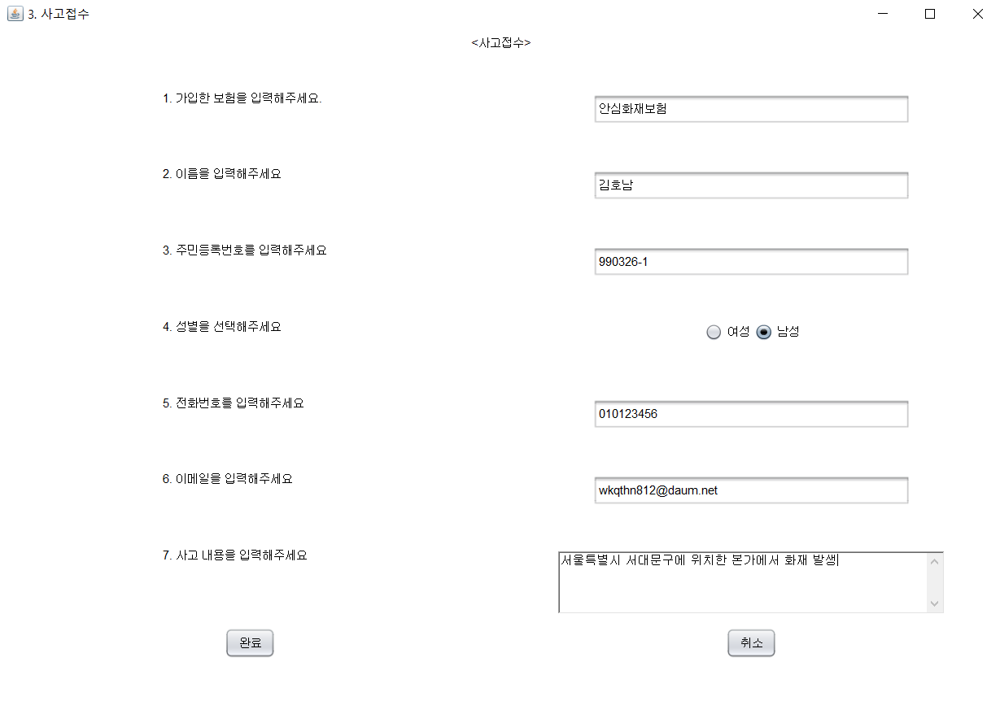 3. 사고접수
<사고접수>
1. 가입한 보험을 입력해주세요.
안심화재보험
2. 이름을 입력해주세요
김호남
3. 주민등록번호를 입력해주세요
990326-1
4. 성별을 선택해주세요
여성 남성
5. 전화번호를 입력해주세요
010123456
6. 이메일을 입력해주세요
wkqthn812@daum.net
7. 사고 내용을 입력해주세요
서울특별시 서대문구에 위치한 본가에서 화재 발생
완료 취소